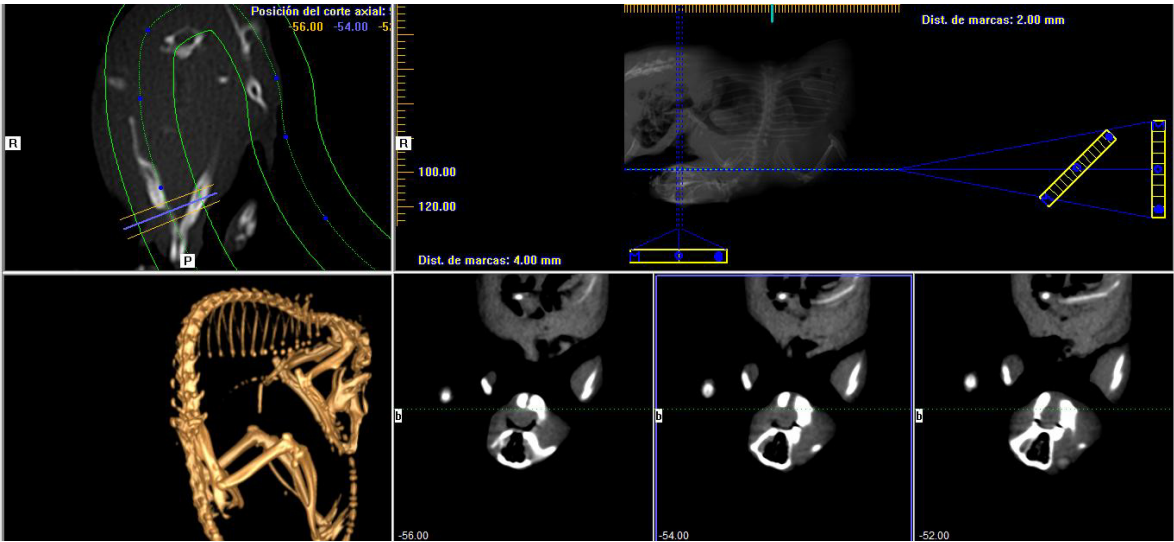 Posición del corte axial:
-56.00 -54.00
R
P
R
100.00
120.00
Dist. de marcas: 4.00 mm
Dist. de marcas: 2.00 mm
b
-56.00
b
-54.00
b
-52.00